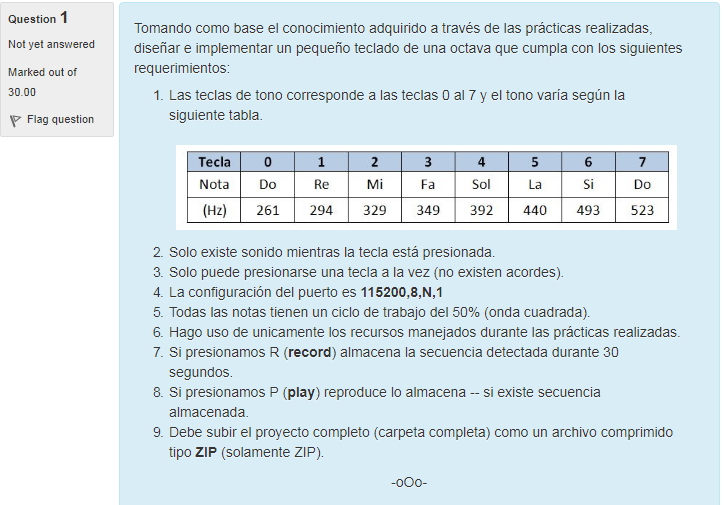 Question 1
Not yet answered
Marked out of
30.00
Flag question
Tomando como base el conocimiento adquirido a través de las prácticas realizadas,
diseñar e implementar un pequeño teclado de una octava que cumpla con los siguientes
requerimientos:
1. Las teclas de tono corresponde a las teclas 0 al 7 y el tono varía según la
siguiente tabla.
Tecla 0 1 2 3 4 5 6 7
Nota Do Re Mi Fa Sol La Si Do
(Hz) 261 294 329 349 392 440 493 523
2. Solo existe sonido mientras la tecla está presionada.
3. Solo puede presionarse una tecla a la vez (no existen acordes).
4. La configuración del puerto es 115200,8,N,1
5. Todas las notas tienen un ciclo de trabajo del 50% (onda cuadrada).
6. Hago uso de unicamente los recursos manejados durante las prácticas realizadas.
7. Si presionamos R (record) almacena la secuencia detectada durante 30
segundos.
8. Si presionamos P (play) reproduce lo almacena -- si existe secuencia
almacenada.
9. Debe subir el proyecto completo (carpeta completa) como un archivo comprimido
tipo ZIP (solamente ZIP).
-oOo-